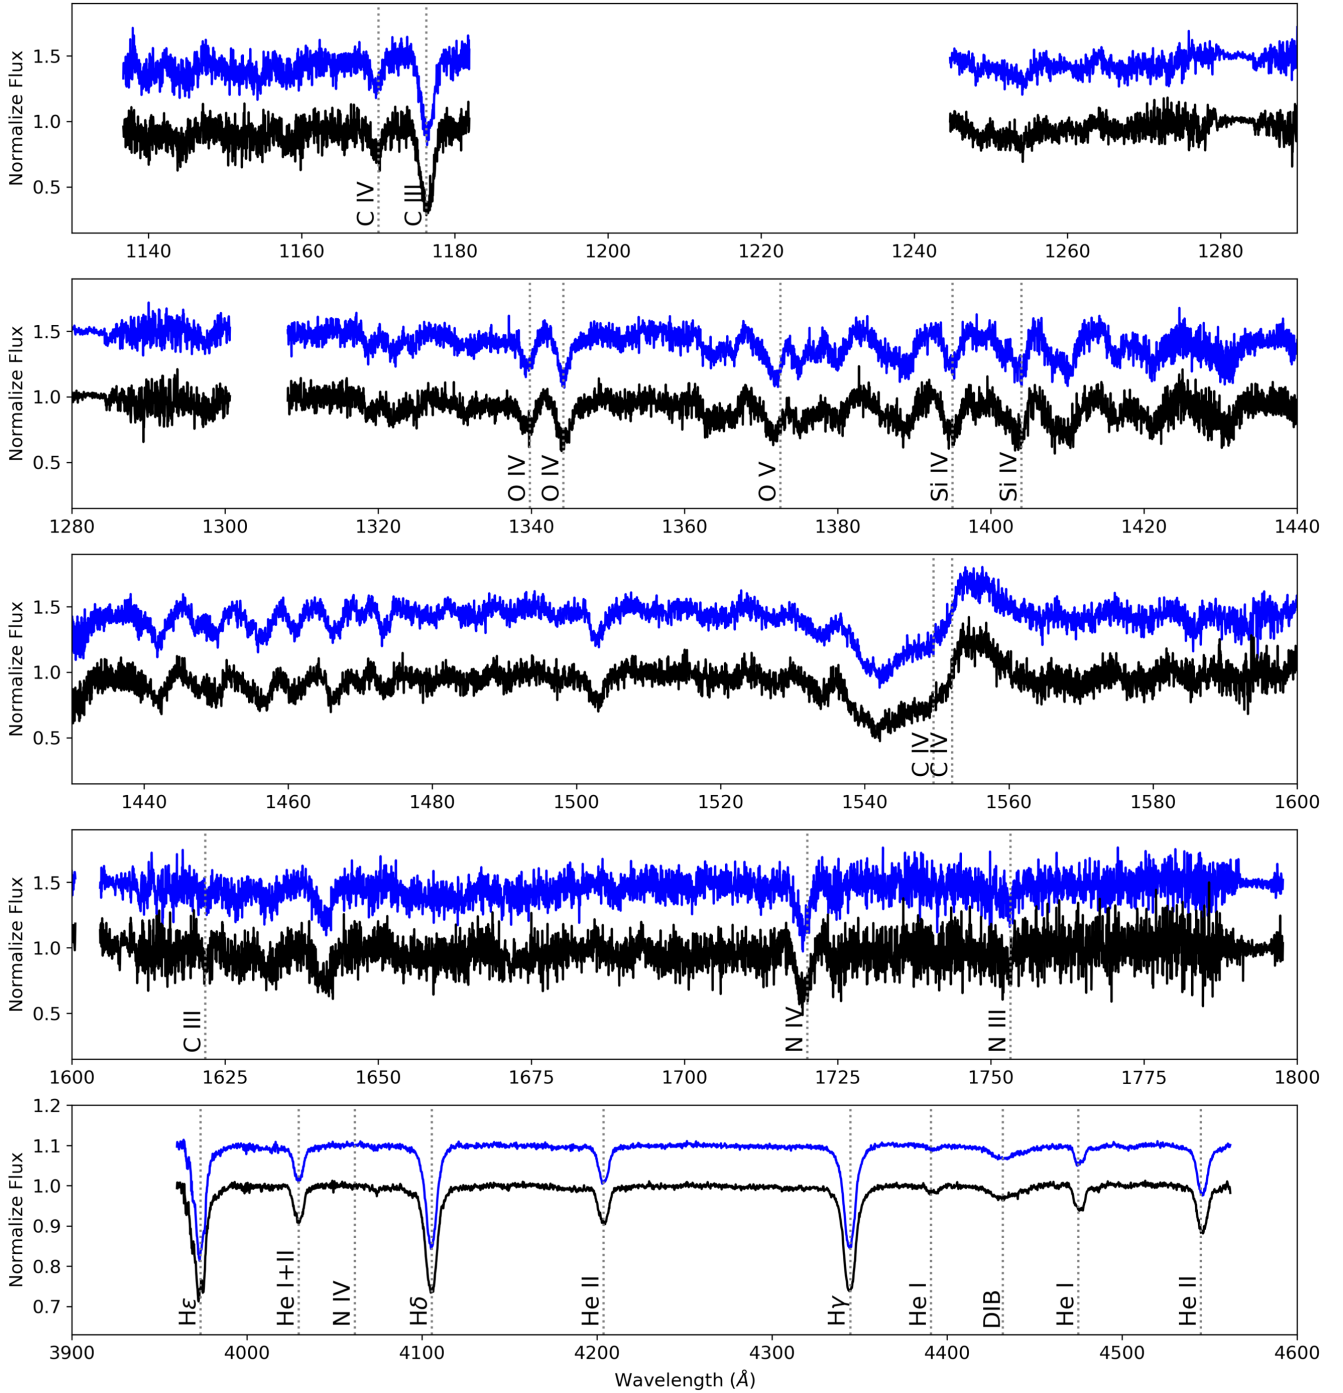 Normalize Flux
1.5
1.0
0.5
C IV
C III
1140 1160 1180 1200 1220 1240 1260 1280
Normalize Flux
1.5
1.0
0.5
O IV
O IV
O V
Si IV
Si IV
1280 1300 1320 1340 1360 1380 1400 1420 1440
Normalize Flux
1.5
1.0
0.5
C IV
C IV
1440 1460 1480 1500 1520 1540 1560 1580 1600
Normalize Flux
1.5
1.0
0.5
C III
N IV
N III
1600 1625 1650 1675 1700 1725 1750 1775 1800
Normalize Flux
1.2
1.1
1.0
0.9
0.8
0.7
Hε
He I+II
N IV
Hδ
He II
Hγ
He I
DIB
He I
He II
3900 4000 4100 4200 4300 4400 4500 4600
Wavelength (Å)